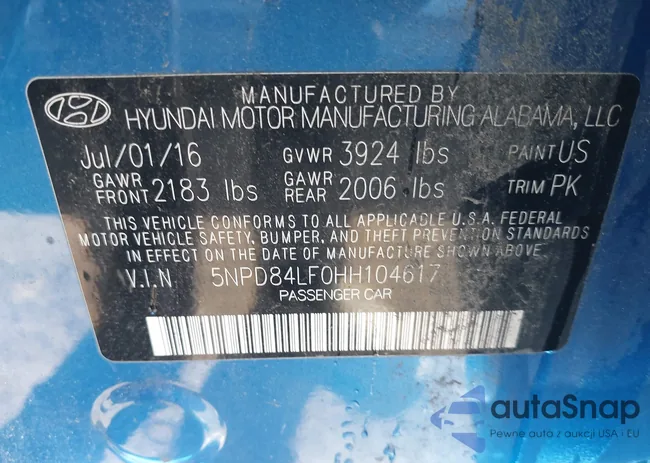 MANUFACTURED BY
HYUNDAI MOTOR MANUFACTURING ALABAMA, LLC
Jul/01/16 GVWR 3924 lbs PAINT US
GAWR FRONT 2183 lbs GAWR REAR 2006 lbs TRIM PK
THIS VEHICLE CONFORMS TO ALL APPLICABLE U.S.A. FEDERAL
MOTOR VEHICLE SAFETY, BUMPER, AND THEFT PREVENTION STANDARDS
IN EFFECT ON THE DATE OF MANUFACTURE SHOWN ABOVE.
V.I.N 5NPD84LF0HH104617
PASSENGER CAR
autaSnap
Pewne auta z aukcji USA i EU